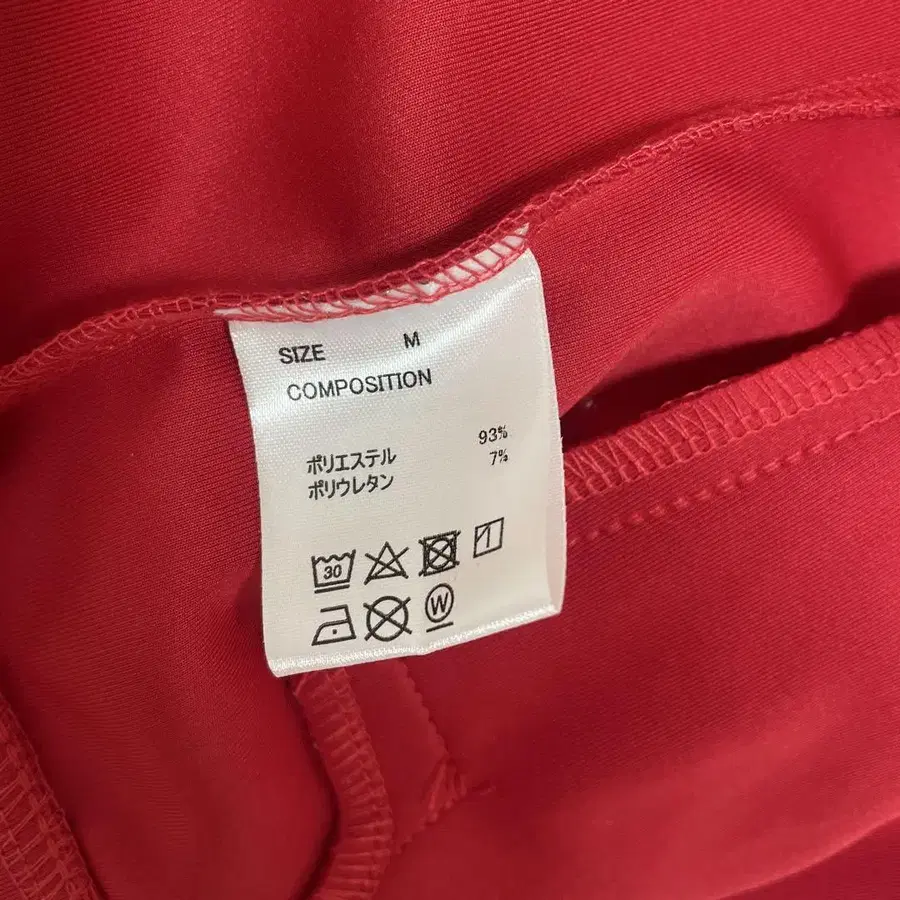 SIZE M
COMPOSITION
ポリエステル 93%
ポリウレタン 7%
30
W